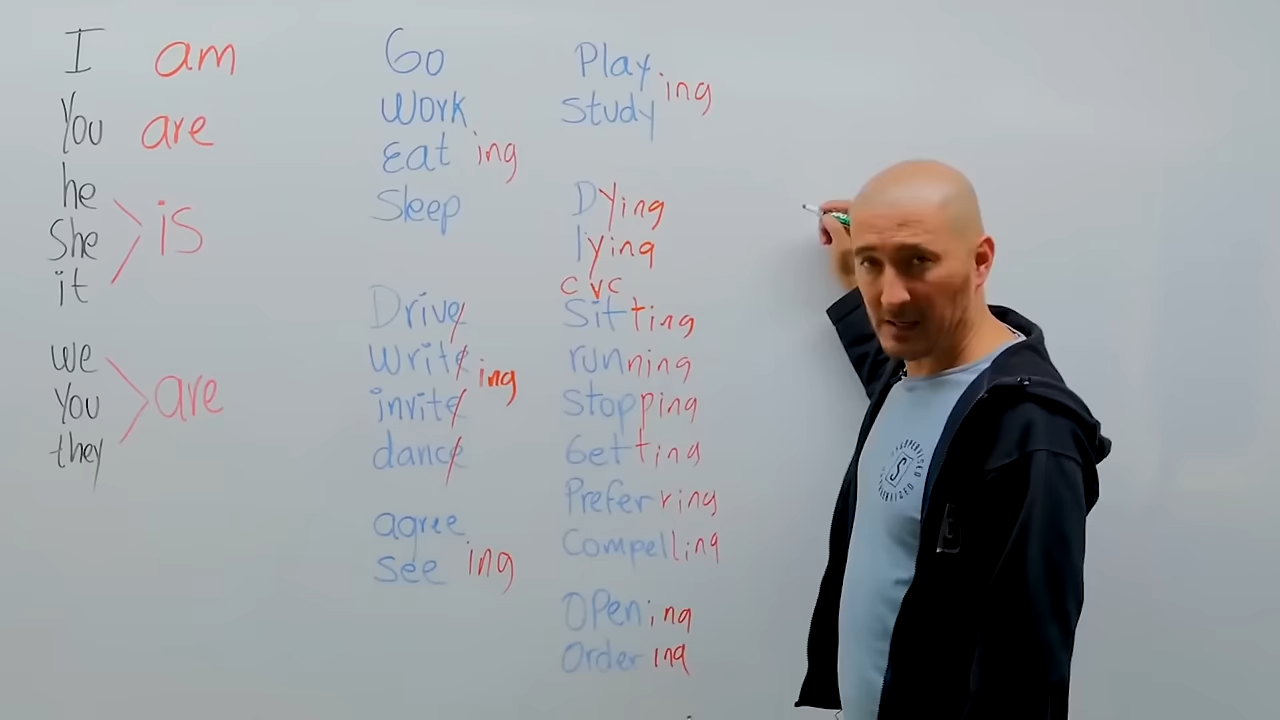 I am
You are
he
She
it
is
we
You
they
are
Go
Work
Eat
Sleep
ing
Drive
Write
invite
dance
ing
agree
see
ing
Play
Study
ing
Dying
lying
cvc
Sitting
running
Stopping
Getting
Preferring
Compelling
Opening
Ordering
S